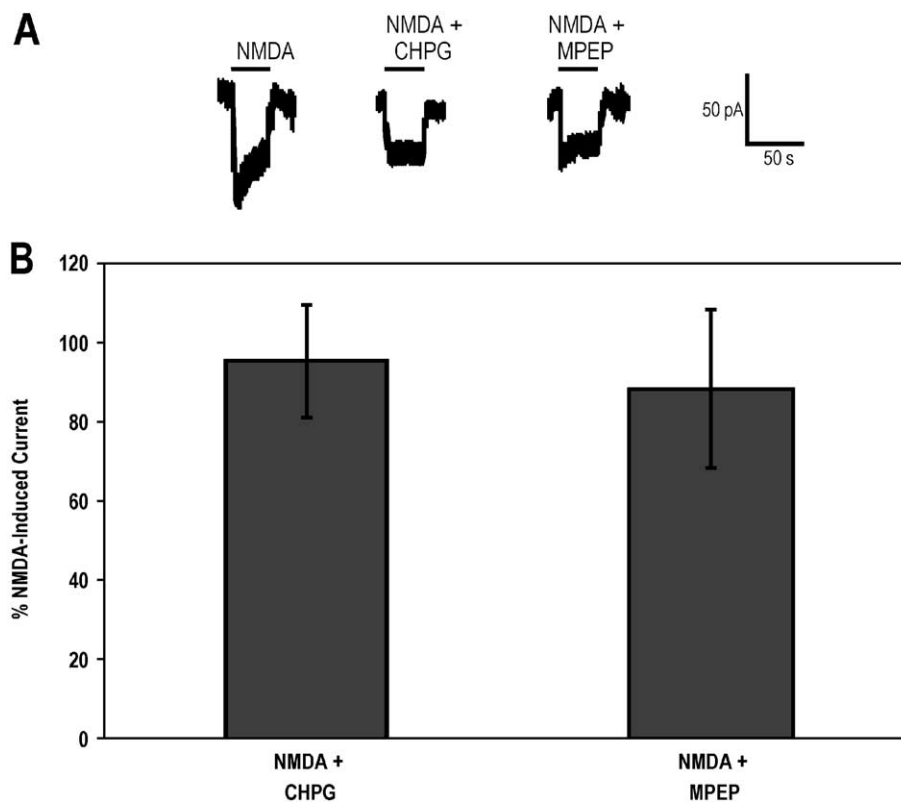 A
NMDA
NMDA +
CHPG
NMDA +
MPEP
50 pA
50 s
B
120
100
80
60
40
20
0
% NMDA-Induced Current
NMDA +
CHPG
NMDA +
MPEP